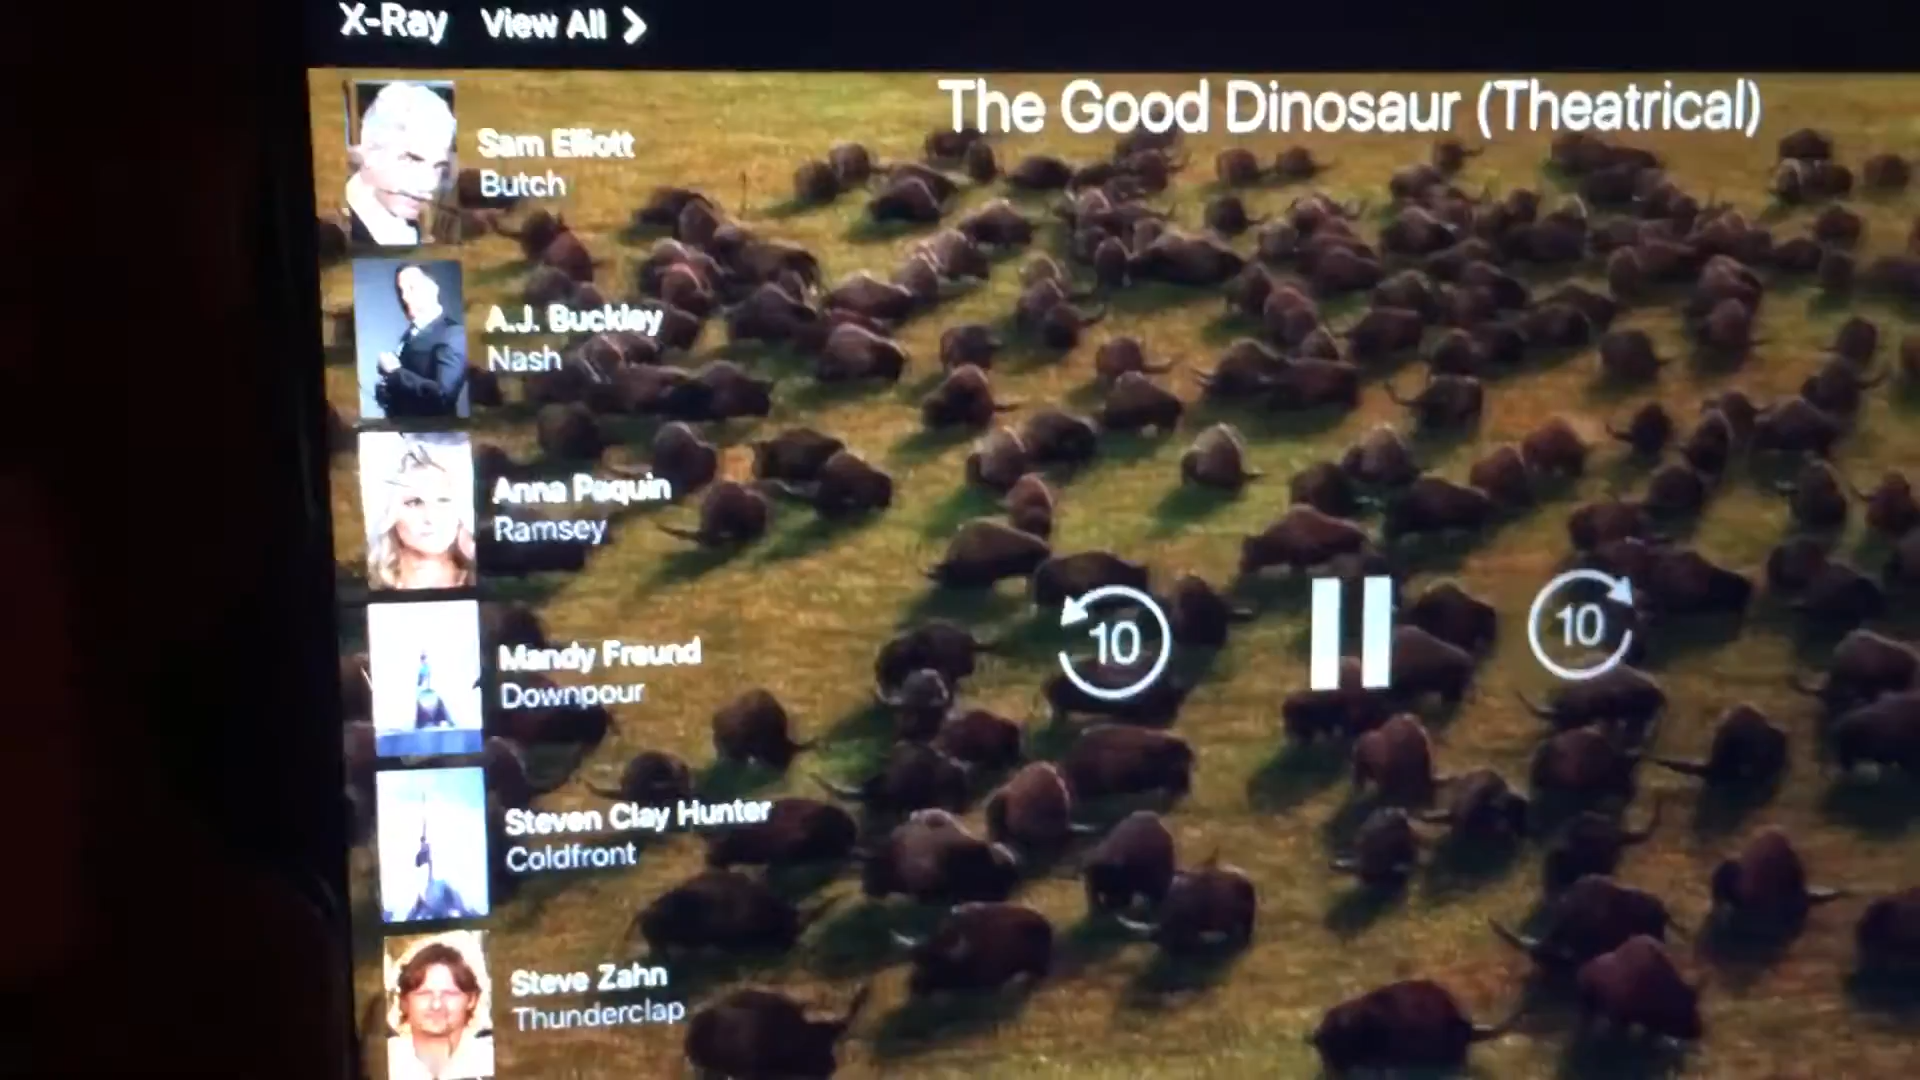 X-Ray View All
The Good Dinosaur (Theatrical)
Sam Elliott
Butch
A.J. Buckley
Nash
Anna Paquin
Ramsey
Mandy Freund
Downpour
Steven Clay Hunter
Coldfront
Steve Zahn
Thunderclap
10
10